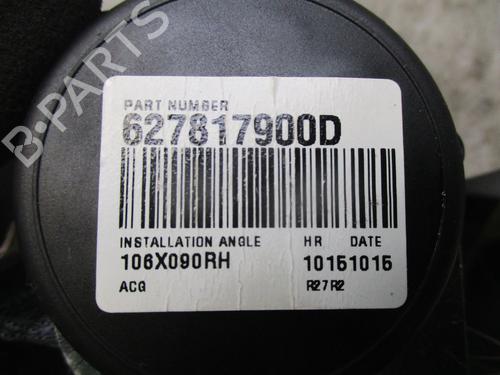 PART NUMBER
627817900D
INSTALLATION ANGLE HR DATE
106X090RH 10151015
ACG R27R2
B-PARTS